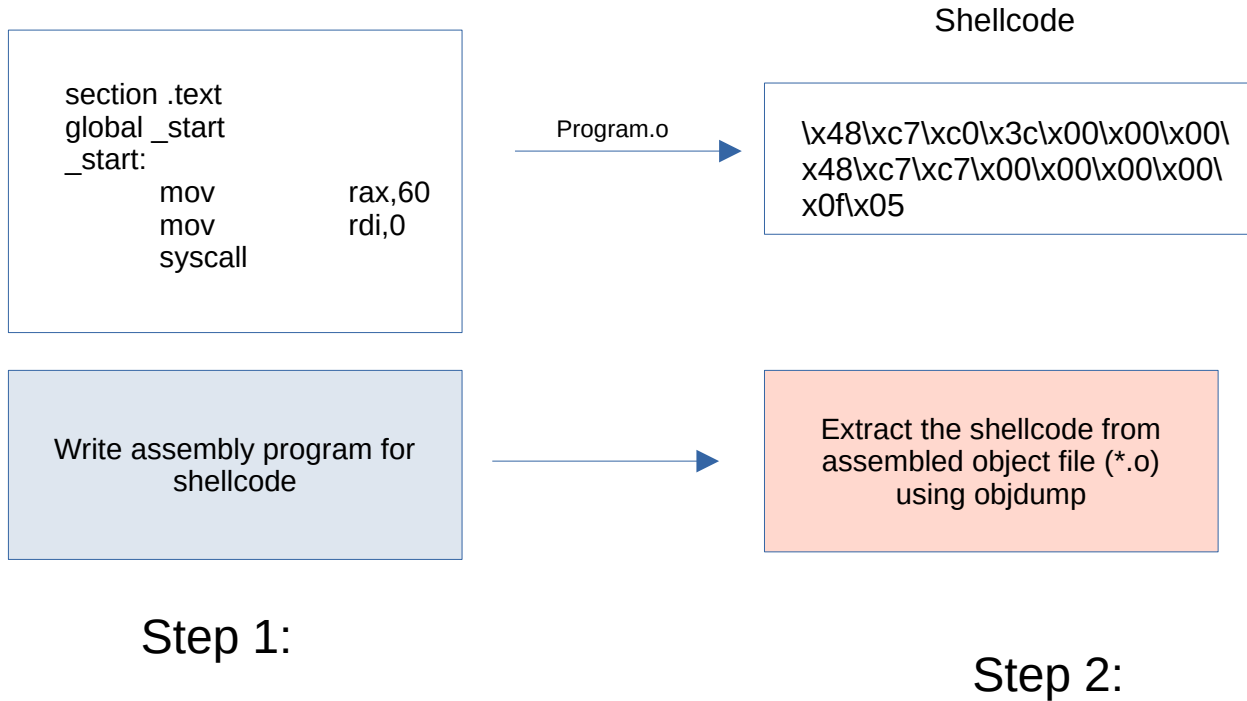 Shellcode
section .text
global _start
_start:
mov rax,60
mov rdi,0
syscall
Program.o
\x48\xc7\xc0\x3c\x00\x00\x00\
x48\xc7\xc7\x00\x00\x00\x00\
x0f\x05
Write assembly program for
shellcode
Extract the shellcode from
assembled object file (*.o)
using objdump
Step 1:
Step 2: